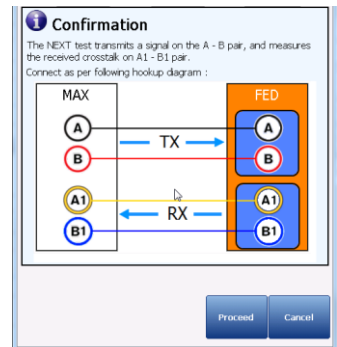 Confirmation
The NEXT test transmits a signal on the A - B pair, and measures
the received crosstalk on A1 - B1 pair.
Connect as per following hookup diagram :
MAX FED
A A
TX
B B
A1 A1
RX
B1 B1
Proceed Cancel